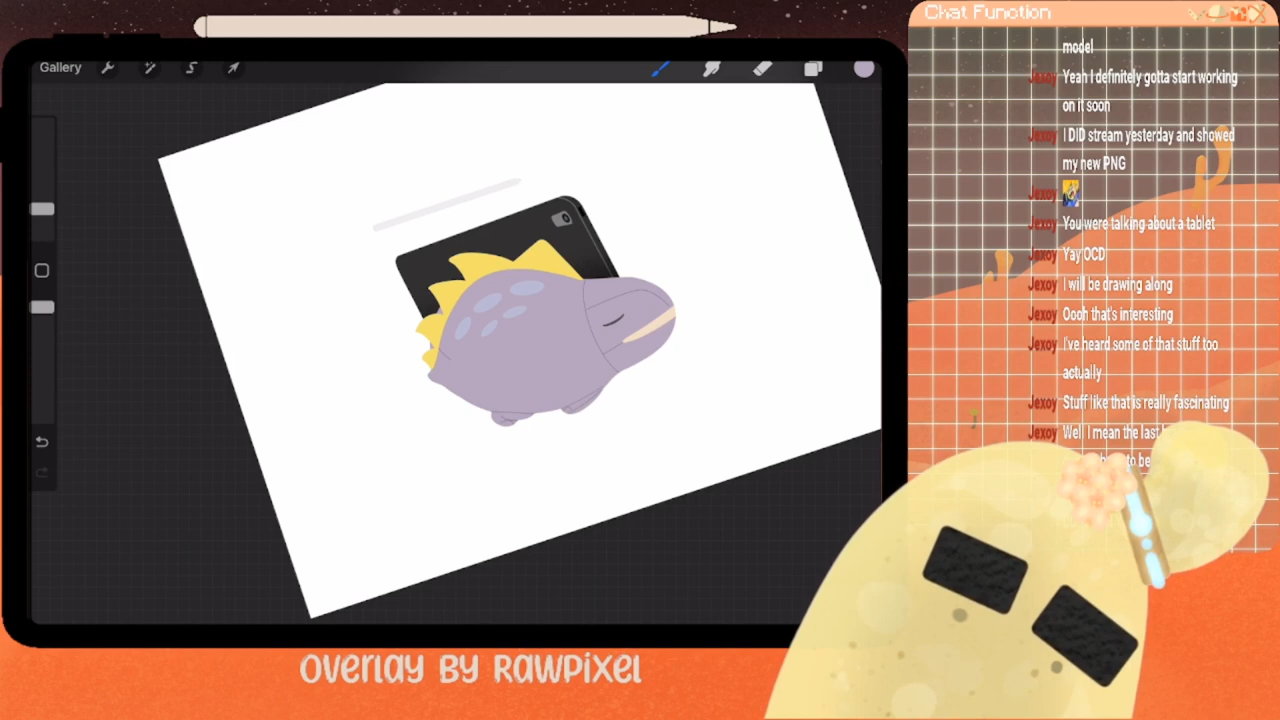 Chat Function
Gallery
model
Jexoy Yeah I definitely gotta start working
on it soon
Jexoy I DID stream yesterday and showed
my new PNG
Jexoy
Jexoy You were talking about a tablet
Jexoy Yay OCD
Jexoy I will be drawing along
Jexoy Oooh that's interesting
Jexoy I've heard some of that stuff too
actually
Jexoy Stuff like that is really fascinating
Jexoy Well I mean the last
to be
OVERLAY BY RAWPIXEL